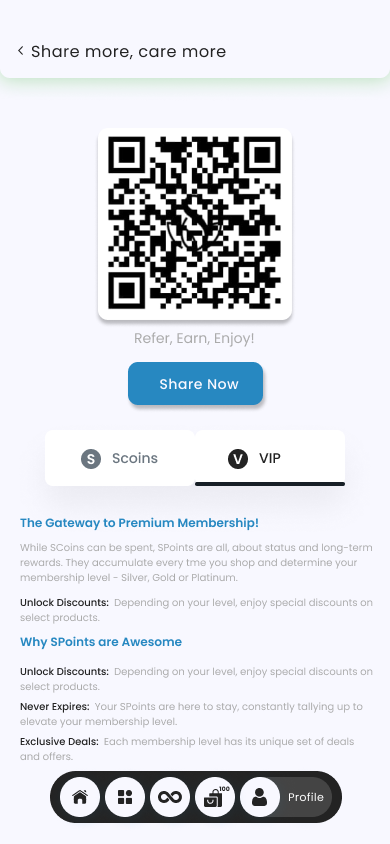 Share more, care more
Refer, Earn, Enjoy!
Share Now
S Scoins
V VIP
The Gateway to Premium Membership!
While SCoins can be spent, SPoints are all, about status and long-term
rewards. They accumulate every tme you shop and determine your
membership level - Silver, Gold or Platinum.
Unlock Discounts: Depending on your level, enjoy special discounts on
select products.
Why SPoints are Awesome
Unlock Discounts: Depending on your level, enjoy special discounts on
select products.
Never Expires: Your SPoints are here to stay, constantly tallying up to
elevate your membership level.
Exclusive Deals: Each membership level has its unique set of deals
and offers.
100
Profile